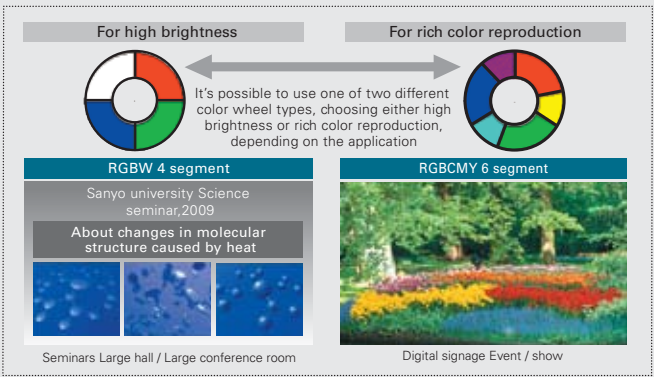 For high brightness
For rich color reproduction
It's possible to use one of two different
color wheel types, choosing either high
brightness or rich color reproduction,
depending on the application
RGBW 4 segment
Sanyo university Science
seminar,2009
About changes in molecular
structure caused by heat
Seminars Large hall / Large conference room
RGBCMY 6 segment
Digital signage Event / show